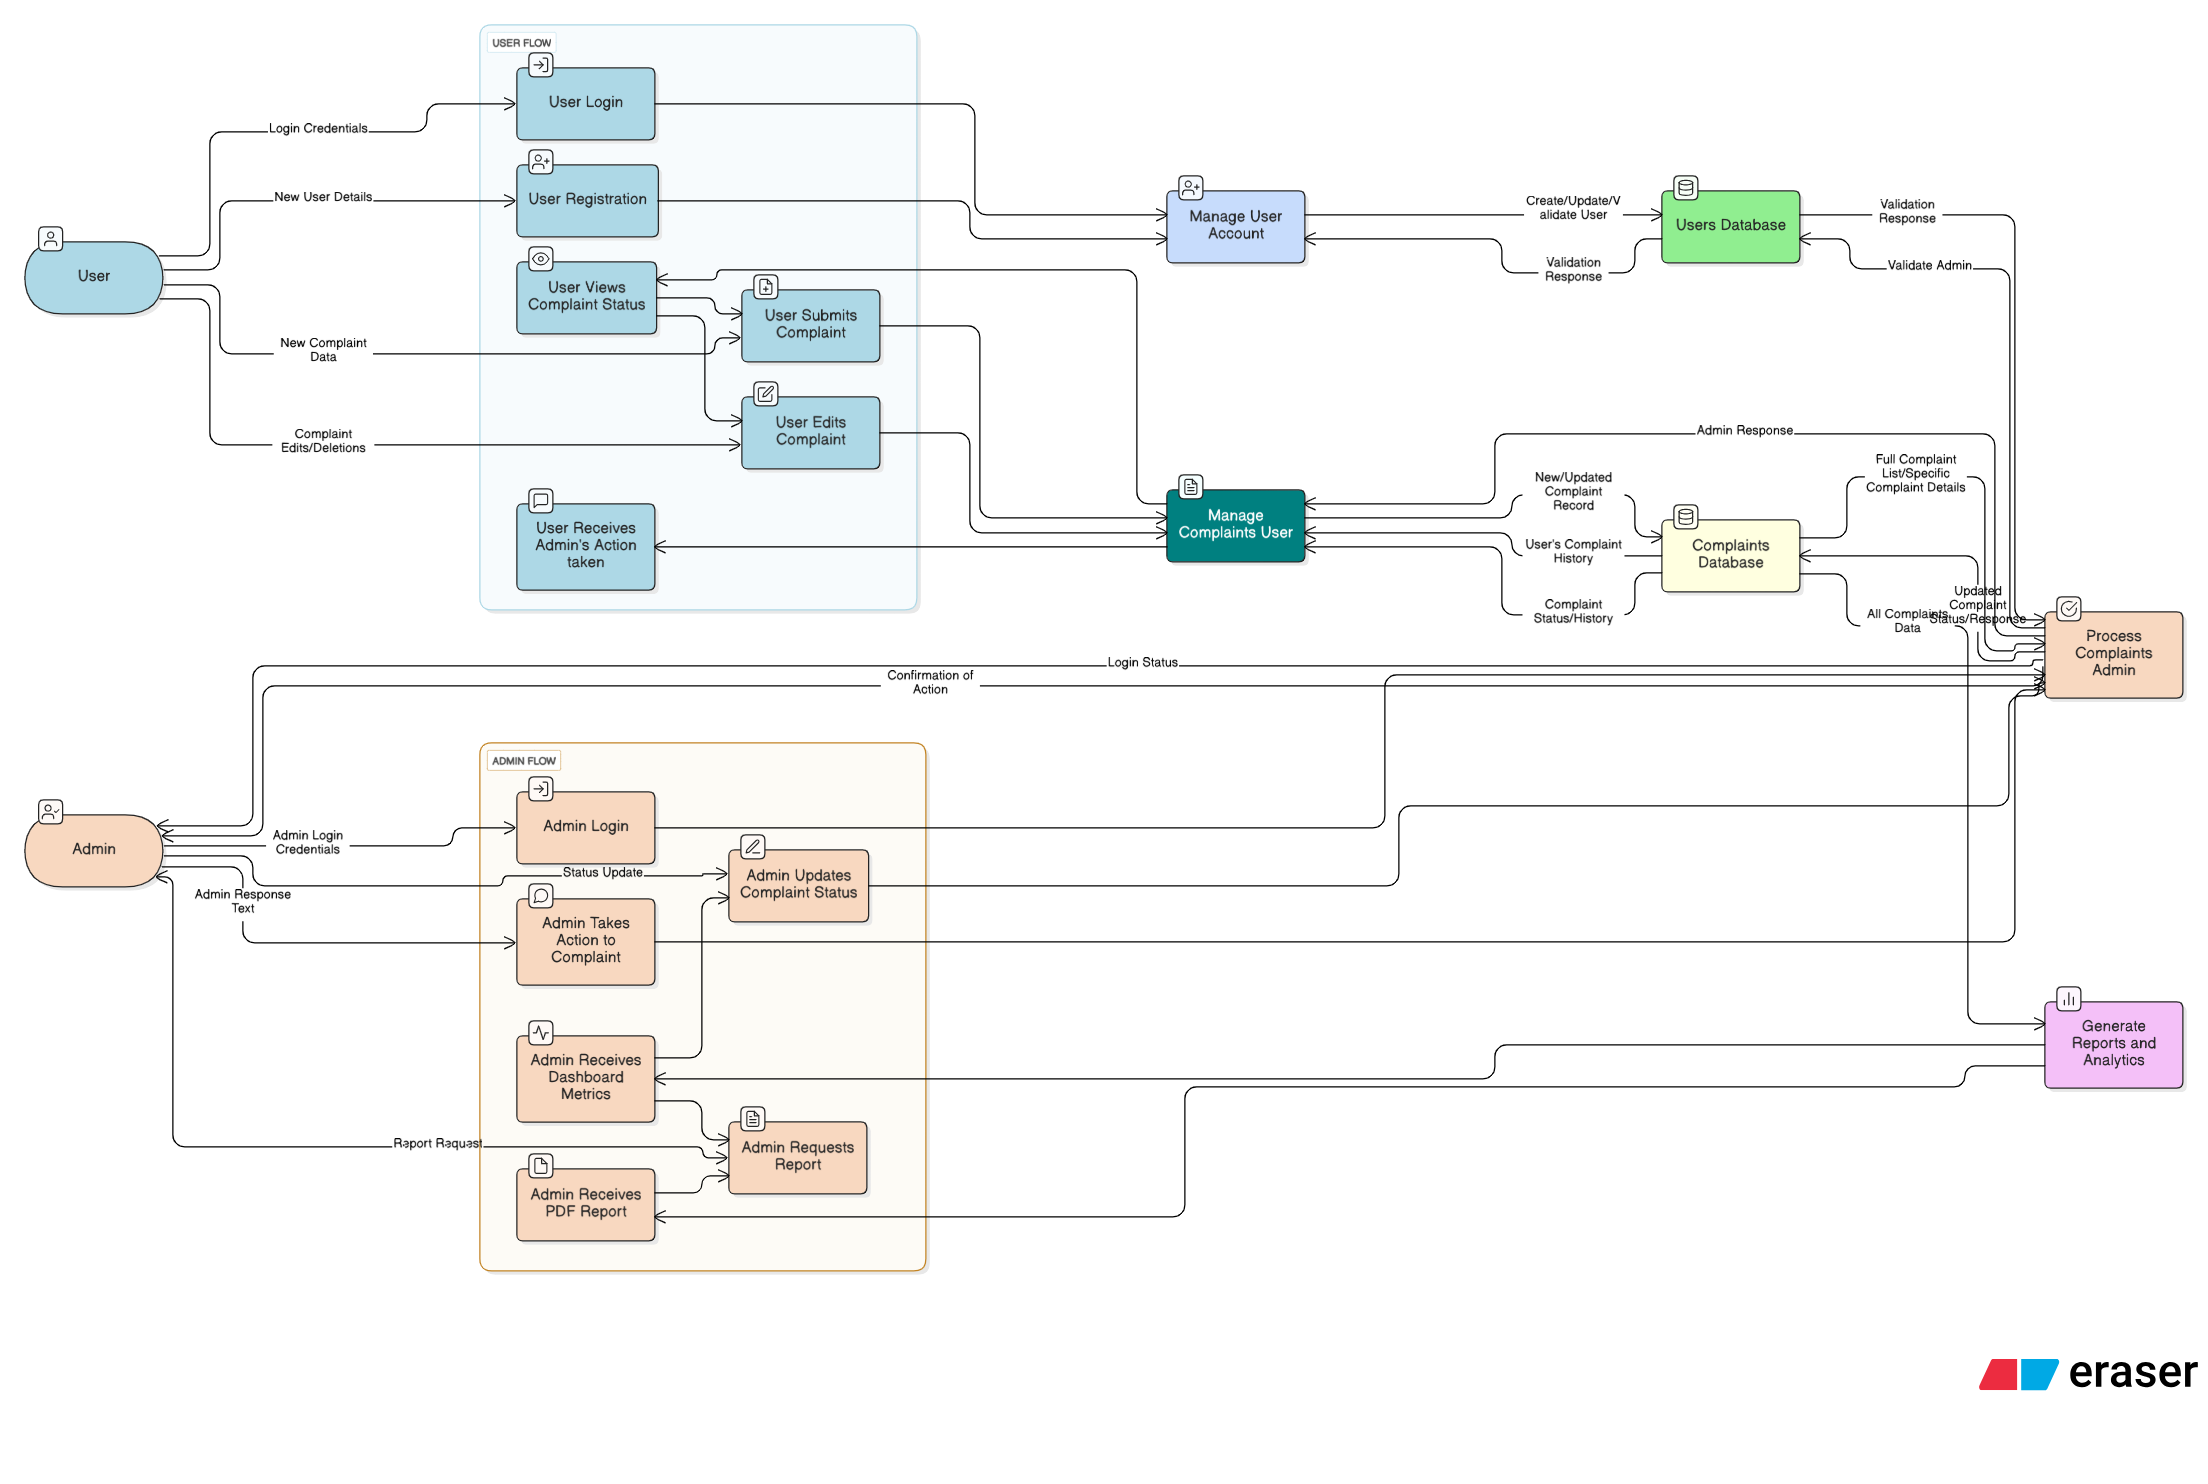 USER FLOW
User Login
Login Credentials
User Registration
New User Details
User
User Views
Complaint Status
User Submits
Complaint
New Complaint
Data
User Edits
Complaint
Complaint
Edits/Deletions
User Receives
Admin's Action
taken
Manage User
Account
Create/Update/V
alidate User
Validation
Response
Users Database
Validation
Response
Validate Admin
Admin Response
Manage
Complaints User
New/Updated
Complaint
Record
User's Complaint
History
Complaint
Status/History
Complaints
Database
Full Complaint
List/Specific
Complaint Details
Updated
Complaint
Status/Response
All Complaints
Data
Process
Complaints
Admin
Login Status
Confirmation of
Action
ADMIN FLOW
Admin Login
Admin
Admin Login
Credentials
Status Update
Admin Updates
Complaint Status
Admin Response
Text
Admin Takes
Action to
Complaint
Admin Receives
Dashboard
Metrics
Report Request
Admin Requests
Report
Admin Receives
PDF Report
Generate
Reports and
Analytics
eraser